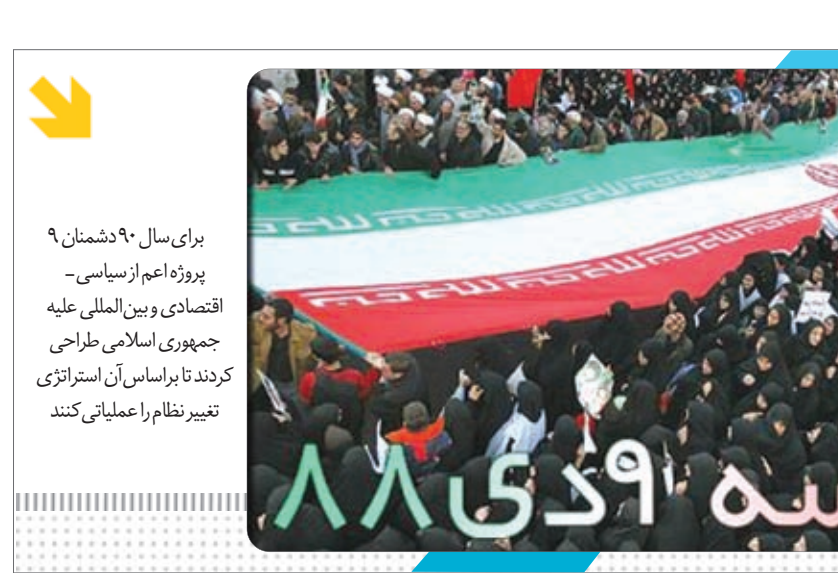 برای سال ۹۰ دشمنان ۹
پروژه اعم از سیاسی-
اقتصادی و بین‌المللی علیه
جمهوری اسلامی طراحی
کردند تا براساس آن استراتژی
تغییر نظام را عملیاتی کنند
۹ دی ۸۸